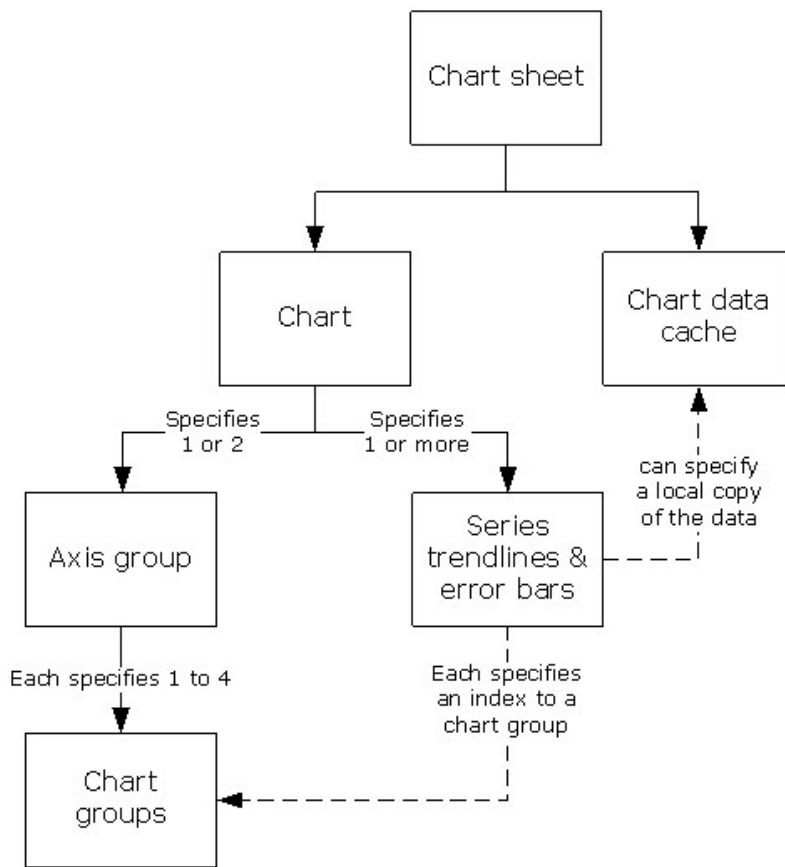 Chart sheet
Chart
Chart data
cache
Specifies
1 or 2
Specifies
1 or more
can specify
a local copy
of the data
Axis group
Series
trendlines &
error bars
Each specifies 1 to 4
Each specifies
an index to a
chart group
Chart
groups